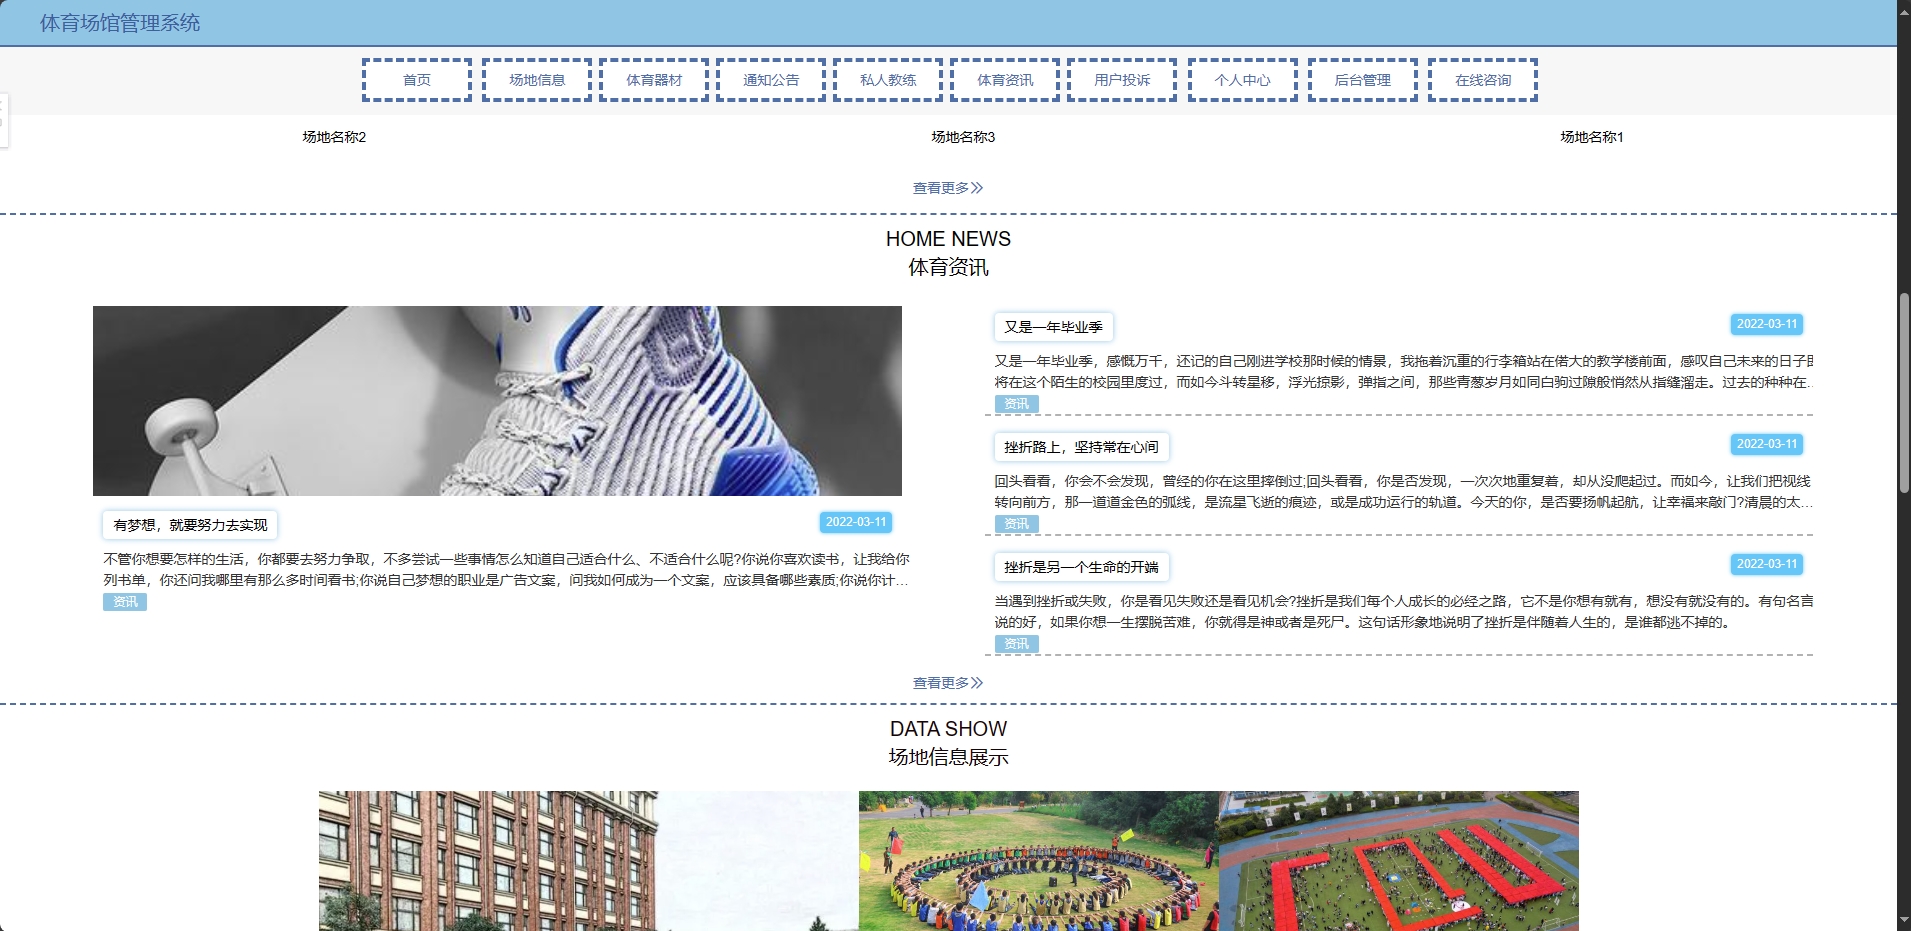 体育场馆管理系统
首页
场地信息
体育器材
通知公告
私人教练
体育资讯
用户投诉
个人中心
后台管理
在线咨询
场地名称2
场地名称3
场地名称1
查看更多
HOME NEWS
体育资讯
有梦想，就要努力去实现
2022-03-11
不管你想要怎样的生活，你都要去努力争取，不多尝试一些事情怎么知道自己适合什么、不适合什么呢?你说你喜欢读书，让我给你
列书单，你还问我哪里有那么多时间看书;你说自己梦想的职业是广告文案，问我如何成为一个文案，应该具备哪些素质;你说你计…
资讯
又是一年毕业季
2022-03-11
又是一年毕业季，感慨万千，还记的自己刚进学校那时候的情景，我拖着沉重的行李箱站在偌大的教学楼前面，感叹自己未来的日子即
将在这个陌生的校园里度过，而如今斗转星移，浮光掠影，弹指之间，那些青葱岁月如同白驹过隙般悄然从指缝溜走。过去的种种在…
资讯
挫折路上，坚持常在心间
2022-03-11
回头看看，你会不会发现，曾经的你在这里摔倒过;回头看看，你是否发现，一次次地重复着，却从没爬起过。而如今，让我们把视线
转向前方，那一道道金色的弧线，是流星飞逝的痕迹，或是成功运行的轨道。今天的你，是否要扬帆起航，让幸福来敲门?清晨的太…
资讯
挫折是另一个生命的开端
2022-03-11
当遇到挫折或失败，你是看见失败还是看见机会?挫折是我们每个人成长的必经之路，它不是你想有就有，想没有就没有的。有句名言
说的好，如果你想一生摆脱苦难，你就得是神或者是死尸。这句话形象地说明了挫折是伴随着人生的，是谁都逃不掉的。
资讯
查看更多
DATA SHOW
场地信息展示